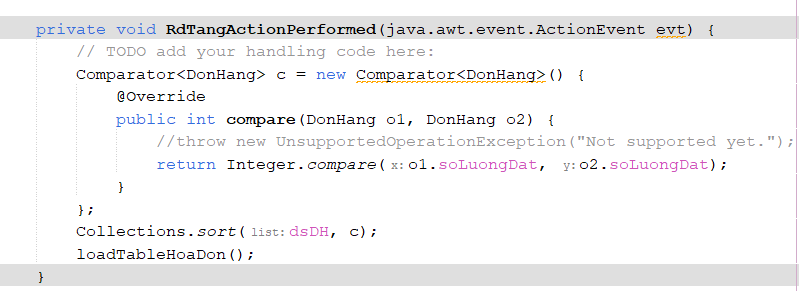 private void RdTangActionPerformed(java.awt.event.ActionEvent evt) {
// TODO add your handling code here:
Comparator<DonHang> c = new Comparator<DonHang>() {
@Override
public int compare(DonHang o1, DonHang o2) {
//throw new UnsupportedOperationException("Not supported yet.");
return Integer.compare( x: o1.soLuongDat, y: o2.soLuongDat);
}
};
Collections.sort( list: dsDH, c);
loadTableHoaDon();
}